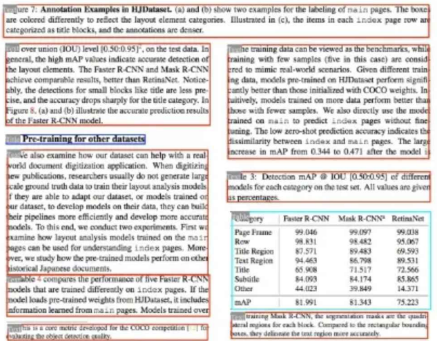 ure 7: Annotation Examples in HJDataset. (a) and (b) show two examples for the labeling of main pages. The boxes
are colored differently to reflect the layout element categories. Illustrated in (c), the items in each index page row are
categorized as title blocks, and the annotations are denser.
over union (IOU) level [0.50:0.95], on the test data. In
general, the high mAP values indicate accurate detection of
the layout elements. The Faster R-CNN and Mask R-CNN
achieve comparable results, better than RetinaNet. Notice-
ably, the detections for small blocks like title are less pre-
cise, and the accuracy drops sharply for the title category. In
Figure 8, (a) and (b) illustrate the accurate prediction results
of the Faster R-CNN model.
Pre-training for other datasets
also examine how our dataset can help with a real-
world document digitization application. When digitizing
new publications, researchers usually do not generate large
scale ground truth data to train their layout analysis models.
If they are able to adapt our dataset, or models trained on
our dataset, to develop models on their data, they can build
their pipelines more efficiently and develop more accurate
models. To this end, we conduct two experiments. First we
examine how layout analysis models trained on the main
pages can be used for understanding index pages. More-
over, we study how the pre-trained models perform on other
historical Japanese documents.
able 4 compares the performance of five Faster R-CNN
models that are trained differently on index pages. If the
model loads pre-trained weights from HJDataset, it includes
information learned from main pages. Models trained over
his is a core metric developed for the COCO competition
evaluating the object detection quality.
the training data can be viewed as the benchmarks, while
training with few samples (five in this case) are consid-
ered to mimic real-world scenarios. Given different train-
ing data, models pre-trained on HJDataset perform signifi-
cantly better than those initialized with COCO weights. In-
tuitively, models trained on more data perform better than
those with fewer samples. We also directly use the model
trained on main to predict index pages without fine-
tuning. The low zero-shot prediction accuracy indicates the
dissimilarity between index and main pages. The large
increase in mAP from 0.344 to 0.471 after the model is
le 3: Detection mAP @ IOU [0.50:0.95] of different
models for each category on the test set. All values are given
as percentages.
Category Faster R-CNN Mask R-CNN RetinaNet
Page Frame 99.046 99.097 99.038
Row 98.831 98.482 95.067
Title Region 87.571 89.483 69.593
Text Region 94.463 86.798 89.531
Title 65.908 71.517 72.566
Subtitle 84.093 84.174 85.865
Other 44.023 39.849 14.371
mAP 81.991 81.343 75.223
training Mask R-CNN, the segmentation masks are the quadri-
lateral regions for each block. Compared to the rectangular bounding
boxes, they delineate the text region more accurately.